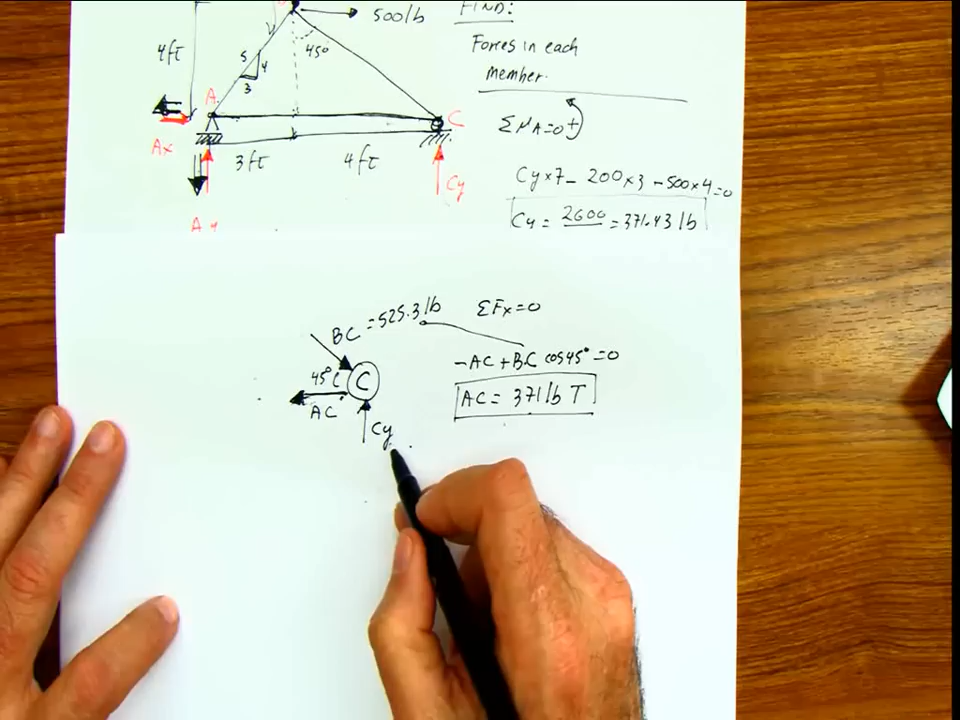 500lb
FIND:
Forces in each
member.
4ft
5
4
3
45°
A
C
Ax
3ft
4ft
Cy
Ay
ΣMA=0+
Cy×7- 200×3 -500×4=0
Cy = 2600 = 371.43 lb
BC =525.3 lb
ΣFx=0
45°
C
AC
Cy
-AC+BC cos45°=0
AC = 371 lb T